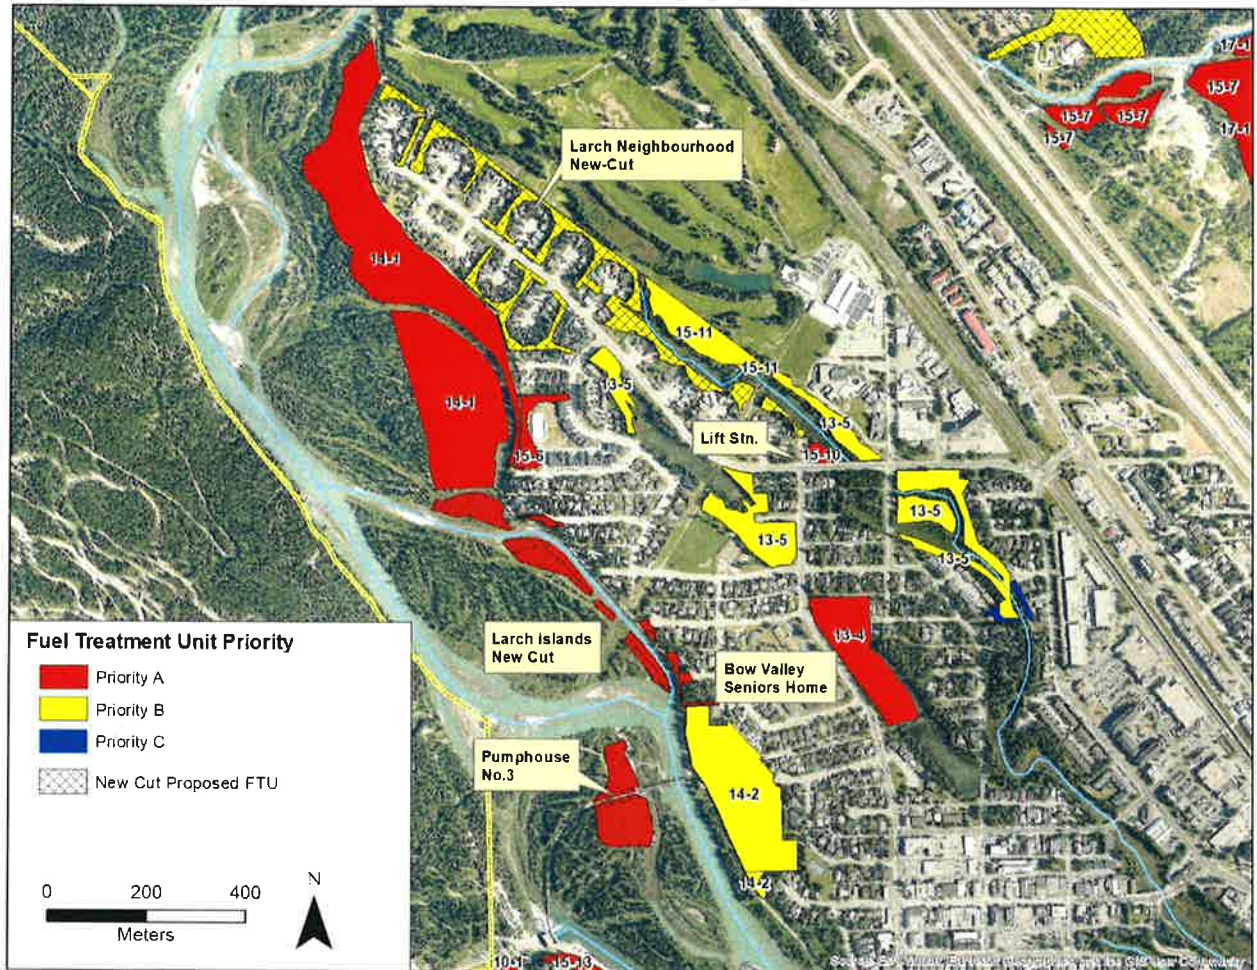 17-1
15-7
15-7
15-7
15-7
17-1
Larch Neighbourhood
New-Cut
14-1
15-11
15-11
13-5
14-1
13-5
Lift Stn.
15-10
15-6
13-5
13-5
13-5
13-4
Larch islands
New Cut
Bow Valley
Seniors Home
Pumphouse
No.3
14-2
14-2
Fuel Treatment Unit Priority
Priority A
Priority B
Priority C
New Cut Proposed FTU
0 200 400
Meters
N
15-13